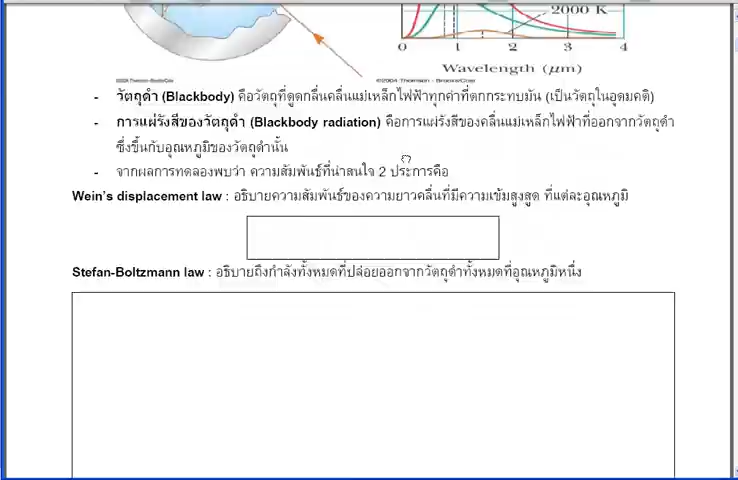 2000 K
0 1 2 3 4
Wavelength (μm)
©2004 Thomson - Brooks/Cole
- วัตถุดำ (Blackbody) คือวัตถุที่ดูดกลืนคลื่นแม่เหล็กไฟฟ้าทุกค่าที่ตกกระทบมัน (เป็นวัตถุในอุดมคติ)
- การแผ่รังสีของวัตถุดำ (Blackbody radiation) คือการแผ่รังสีของคลื่นแม่เหล็กไฟฟ้าที่ออกจากวัตถุดำ
ซึ่งขึ้นกับอุณหภูมิของวัตถุดำนั้น
- จากผลการทดลองพบว่า ความสัมพันธ์ที่น่าสนใจ 2 ประการคือ
Wein's displacement law : อธิบายความสัมพันธ์ของความยาวคลื่นที่มีความเข้มสูงสุด ที่แต่ละอุณหภูมิ
Stefan-Boltzmann law : อธิบายถึงกำลังทั้งหมดที่ปล่อยออกจากวัตถุดำทั้งหมดที่อุณหภูมิหนึ่ง